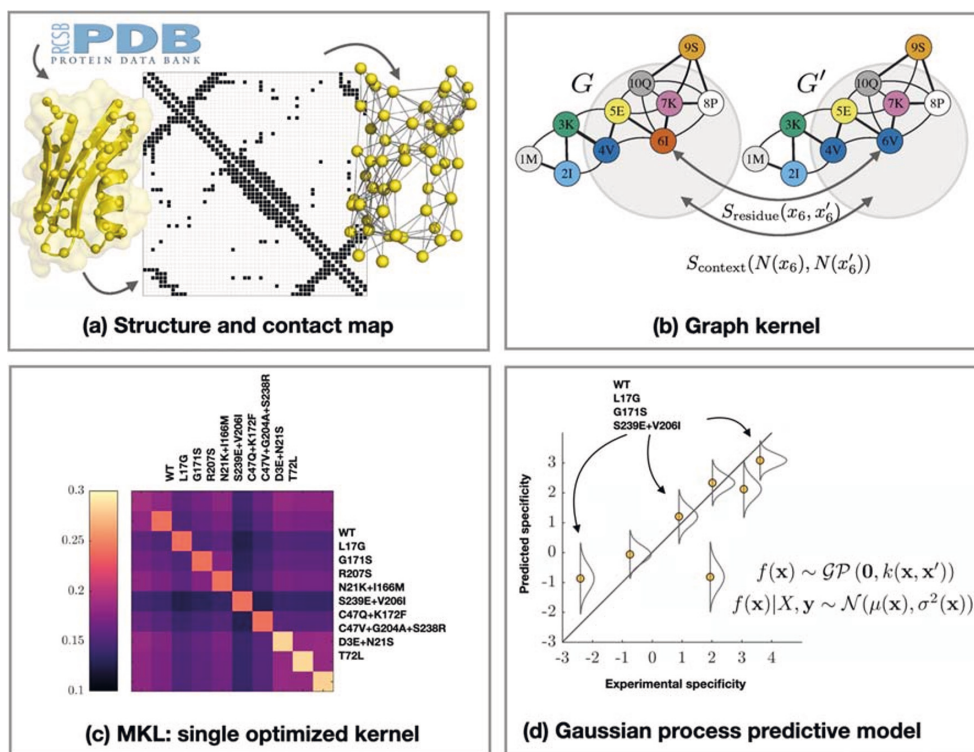 RCSB
PDB
PROTEIN DATA BANK
(a) Structure and contact map
G
G′
9S
10Q
7K
8P
5E
3K
6I
4V
1M
2I
9S
10Q
7K
8P
5E
3K
6V
4V
1M
2I
S_residue(x₆, x′₆)
S_context(N(x₆), N(x′₆))
(b) Graph kernel
WT
L17G
G171S
R207S
N21K+I166M
S239E+V206I
C47Q+K172F
C47V+G204A+S238R
D3E+N21S
T72L
0.3
0.25
0.2
0.15
0.1
WT
L17G
G171S
R207S
N21K+I166M
S239E+V206I
C47Q+K172F
C47V+G204A+S238R
D3E+N21S
T72L
(c) MKL: single optimized kernel
WT
L17G
G171S
S239E+V206I
Predicted specificity
3
2
1
0
-1
-2
-3
f(x) ∼ 𝒢𝒫 (0, k(x, x′))
f(x)|X, y ∼ 𝒩(μ(x), σ²(x))
-3 -2 -1 0 1 2 3 4
Experimental specificity
(d) Gaussian process predictive model